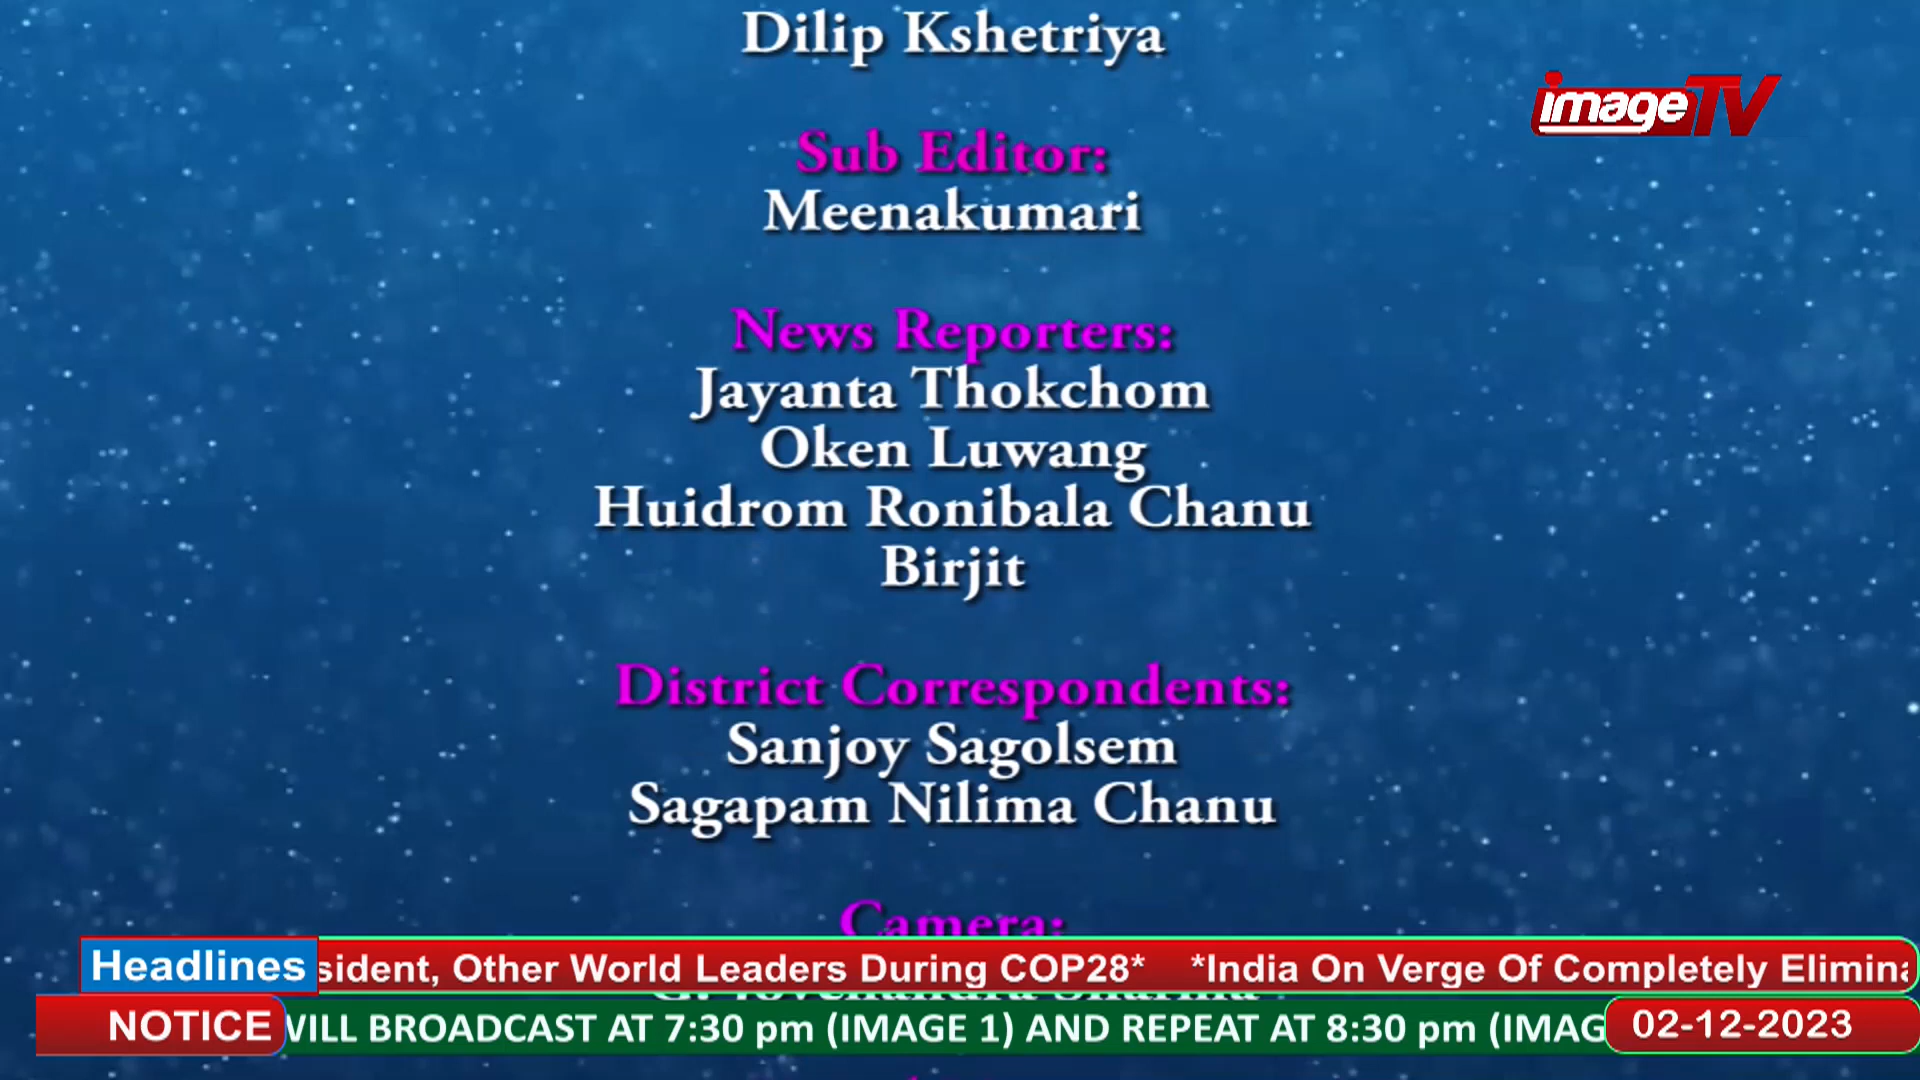 Dilip Kshetriya
imageTV
Sub Editor:
Meenakumari
News Reporters:
Jayanta Thokchom
Oken Luwang
Huidrom Ronibala Chanu
Birjit
District Correspondents:
Sanjoy Sagolsem
Sagapam Nilima Chanu
Camera:
Headlines
sident, Other World Leaders During COP28* *India On Verge Of Completely Elimina
NOTICE
WILL BROADCAST AT 7:30 pm (IMAGE 1) AND REPEAT AT 8:30 pm (IMAG
02-12-2023